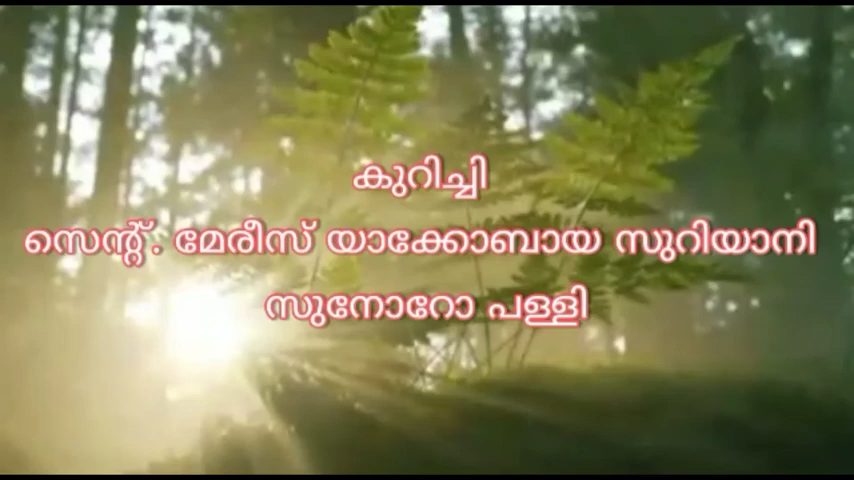 കുറിച്ചി
സെന്റ്. മേരീസ് യാക്കോബായ സുറിയാനി
സുനോറോ പള്ളി